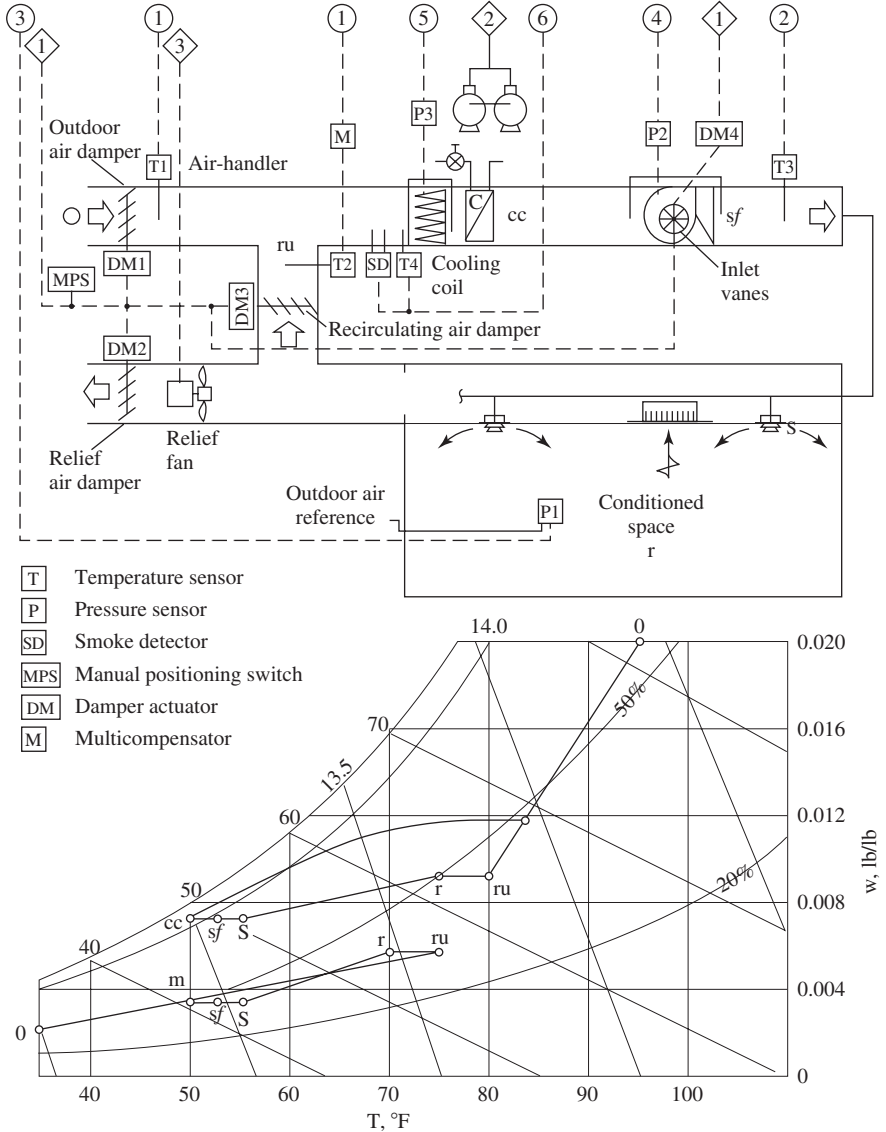 3
1
1
3
1
5
2
6
4
1
2
Outdoor
air damper
T1
Air-handler
M
P3
P2
DM4
T3
C
cc
sf
ru
DM1
MPS
T2
SD
T4
Cooling
coil
Inlet
vanes
DM3
Recirculating air damper
DM2
Relief
air damper
Relief
fan
S
Outdoor air
reference
P1
Conditioned
space
r
T Temperature sensor
P Pressure sensor
SD Smoke detector
MPS Manual positioning switch
DM Damper actuator
M Multicompensator
14.0
0
0.020
50%
70
0.016
13.5
60
0.012
w, lb/lb
50
r
ru
20%
0.008
cc
sf
S
40
r
ru
m
0.004
sf
S
0
0
40
50
60
70
80
90
100
T, °F